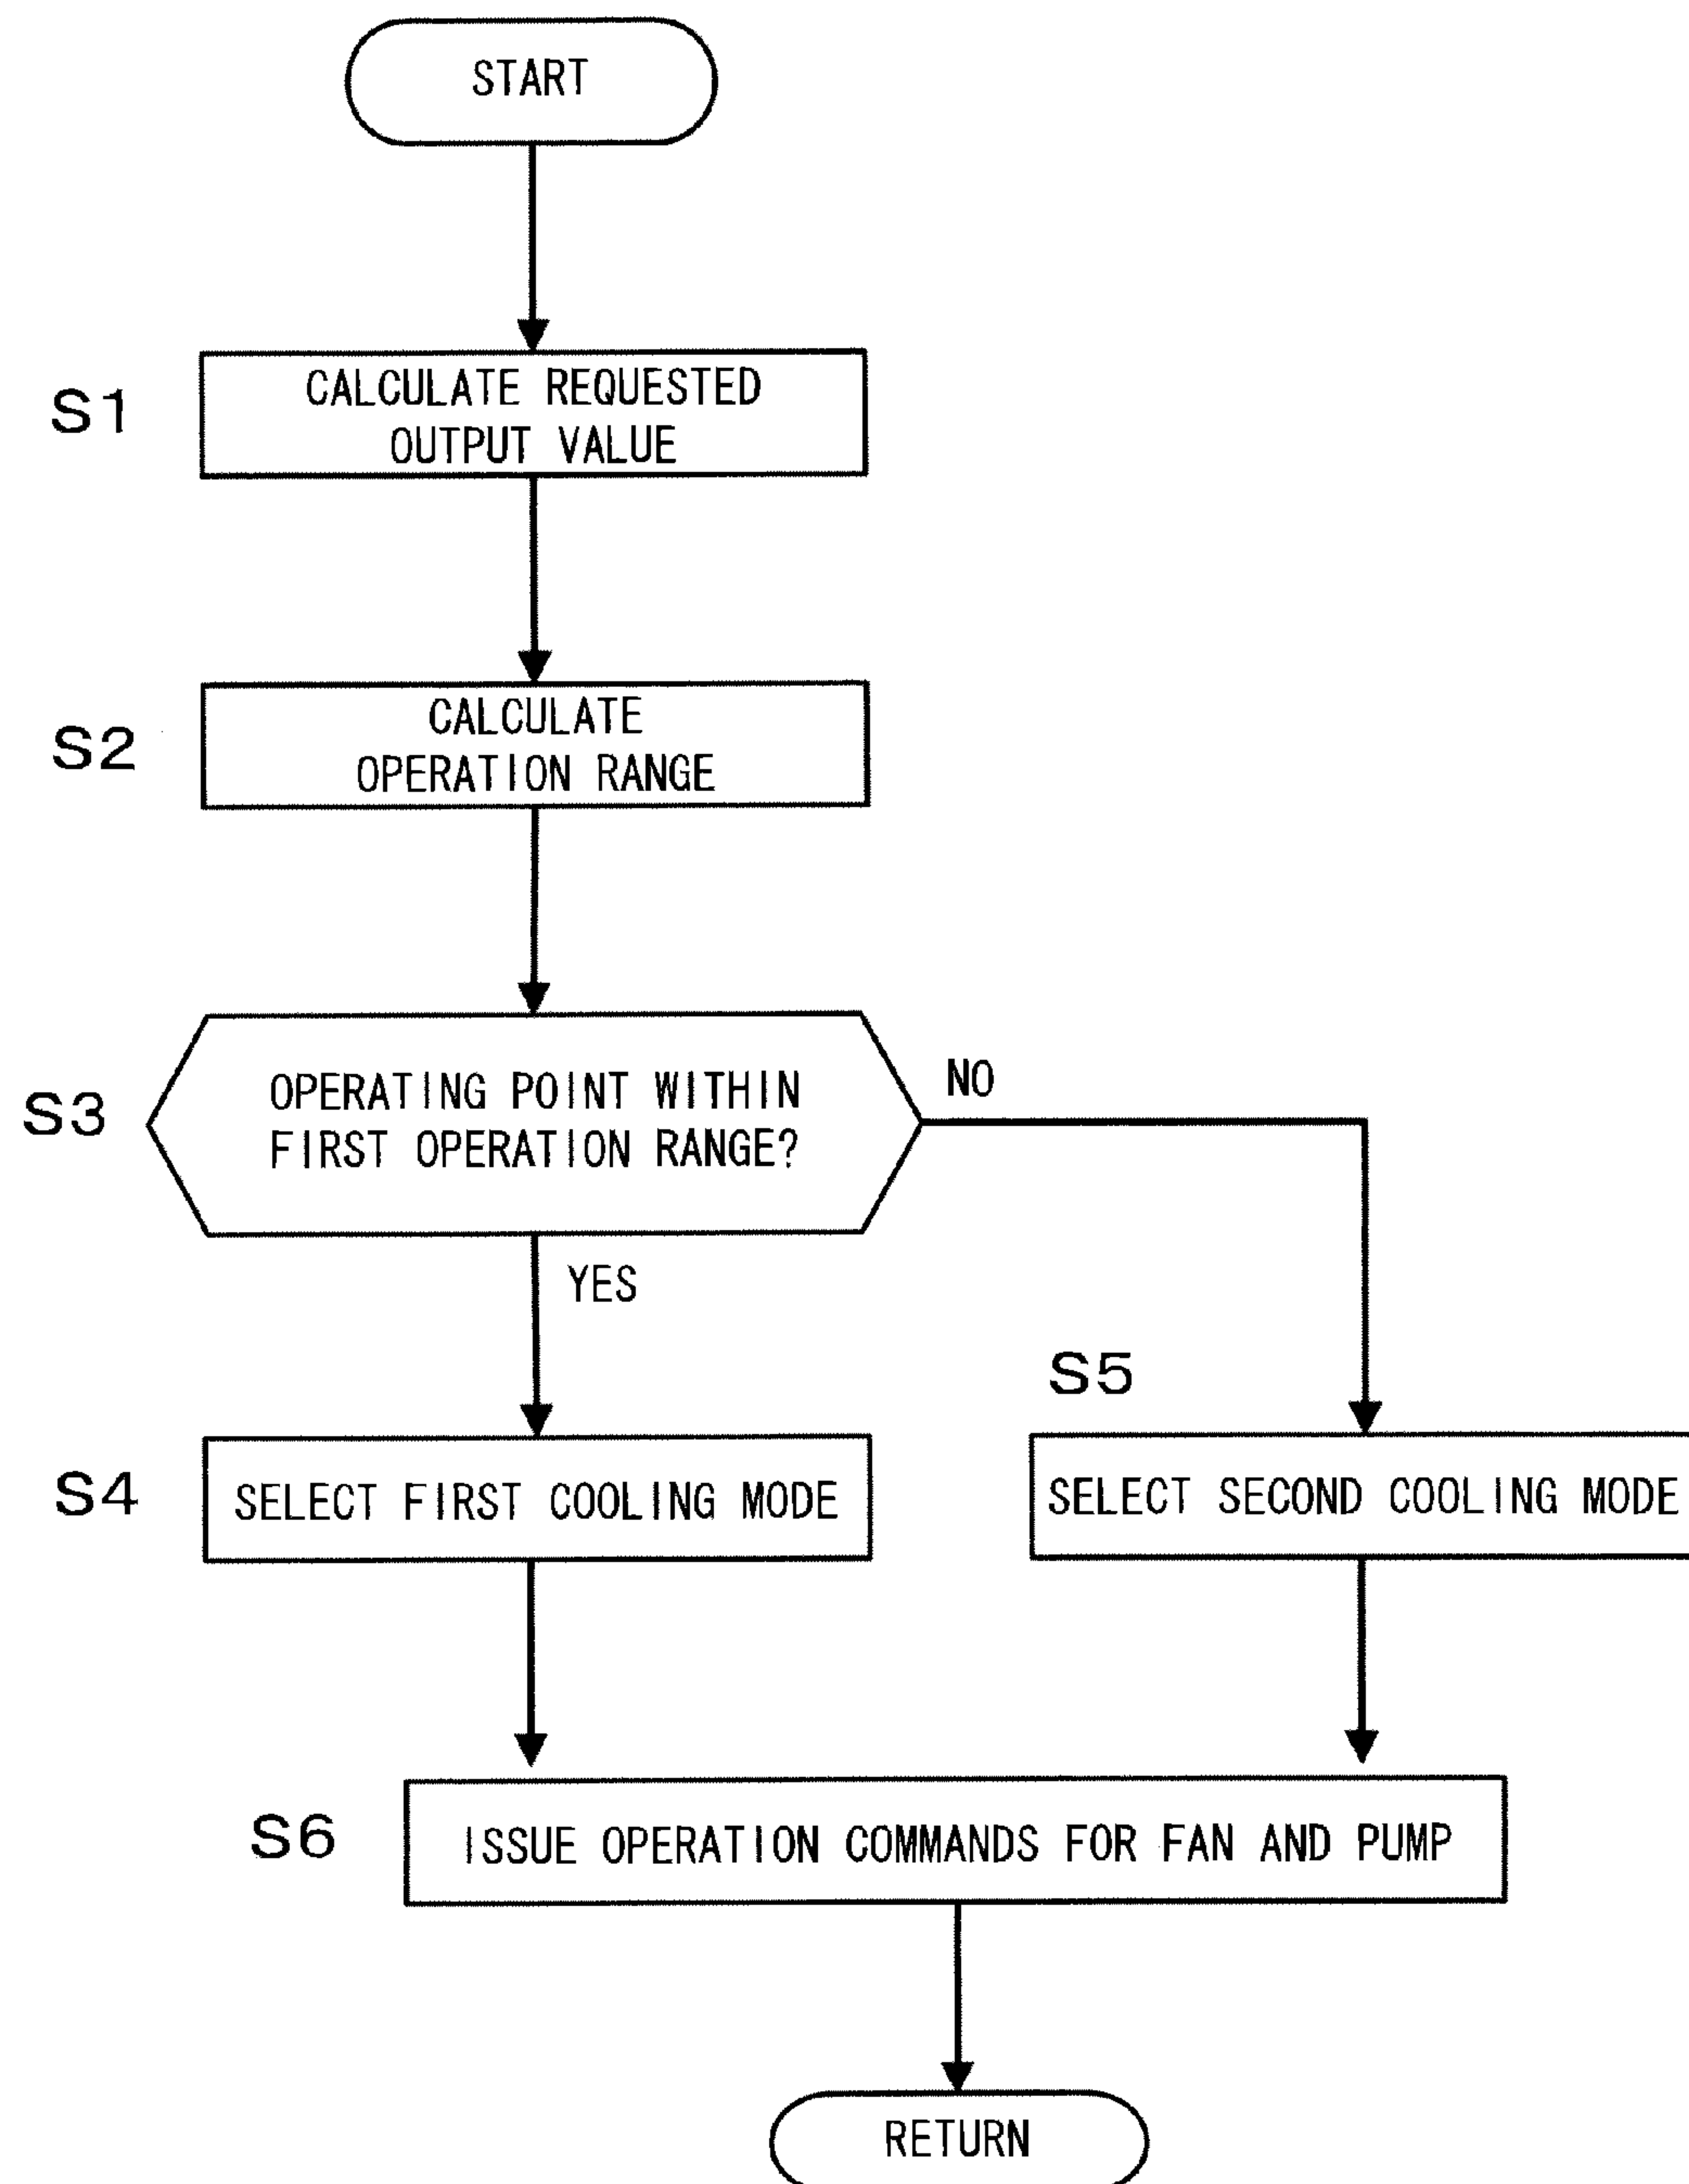 START
S1
CALCULATE REQUESTED
OUTPUT VALUE
S2
CALCULATE
OPERATION RANGE
S3
OPERATING POINT WITHIN
FIRST OPERATION RANGE?
NO
YES
S4
SELECT FIRST COOLING MODE
S5
SELECT SECOND COOLING MODE
S6
ISSUE OPERATION COMMANDS FOR FAN AND PUMP
RETURN